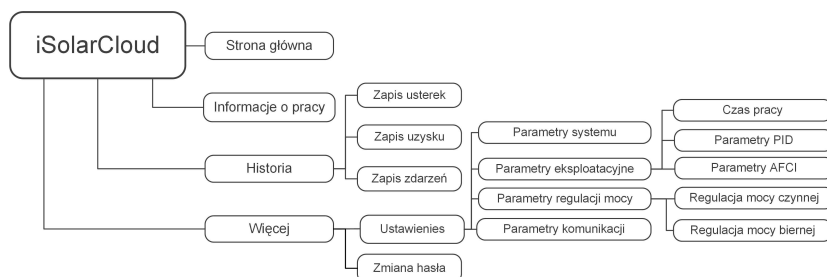 iSolarCloud
Strona główna
Informacje o pracy
Historia
Zapis usterek
Zapis uzysku
Zapis zdarzeń
Więcej
Ustawienies
Parametry systemu
Parametry eksploatacyjne
Czas pracy
Parametry PID
Parametry AFCI
Parametry regulacji mocy
Regulacja mocy czynnej
Regulacja mocy biernej
Parametry komunikacji
Zmiana hasła